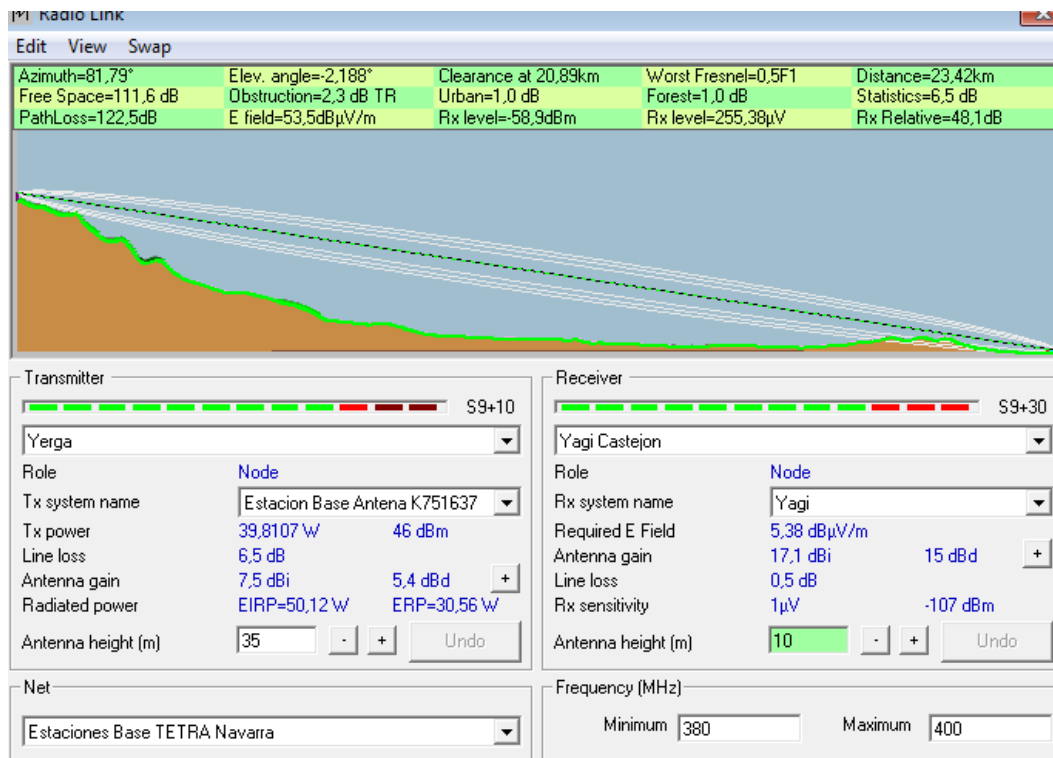 Radio Link
Edit View Swap
Azimuth=81,79° Elev. angle=-2,188° Clearance at 20,89km Worst Fresnel=0,5F1 Distance=23,42km
Free Space=111,6 dB Obstruction=2,3 dB TR Urban=1,0 dB Forest=1,0 dB Statistics=6,5 dB
PathLoss=122,5dB E field=53,5dBµV/m Rx level=-58,9dBm Rx level=255,38µV Rx Relative=48,1dB
Transmitter Receiver
S9+10 S9+30
Yerga Yagi Castejon
Role Node Role Node
Tx system name Estacion Base Antena K751637 Rx system name Yagi
Tx power 39,8107 W 46 dBm Required E Field 5,38 dBµV/m
Line loss 6,5 dB Antenna gain 17,1 dBi 15 dBd +
Antenna gain 7,5 dBi 5,4 dBd + Line loss 0,5 dB
Radiated power EIRP=50,12 W ERP=30,56 W Rx sensitivity 1µV -107 dBm
Antenna height (m) 35 - + Undo Antenna height (m) 10 - + Undo
Net Frequency (MHz)
Estaciones Base TETRA Navarra Minimum 380 Maximum 400